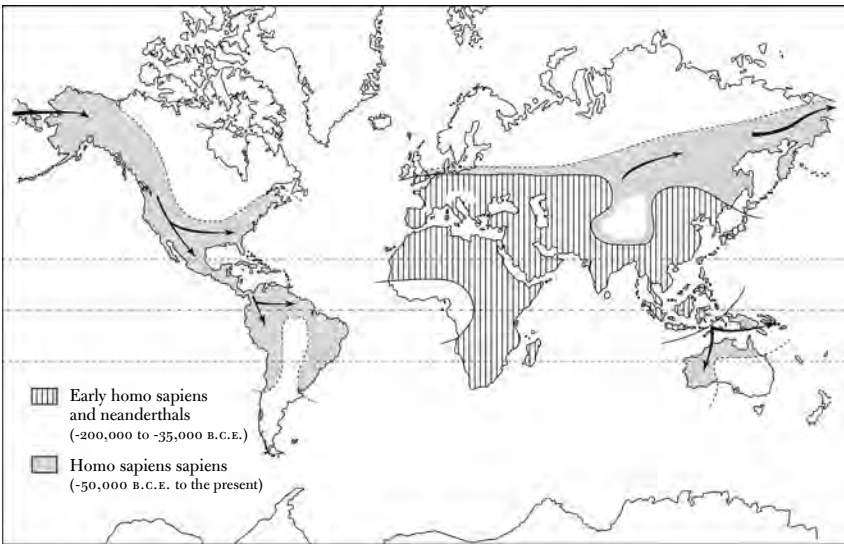 Early homo sapiens
and neanderthals
(-200,000 to -35,000 B.C.E.)
Homo sapiens sapiens
(-50,000 B.C.E. to the present)